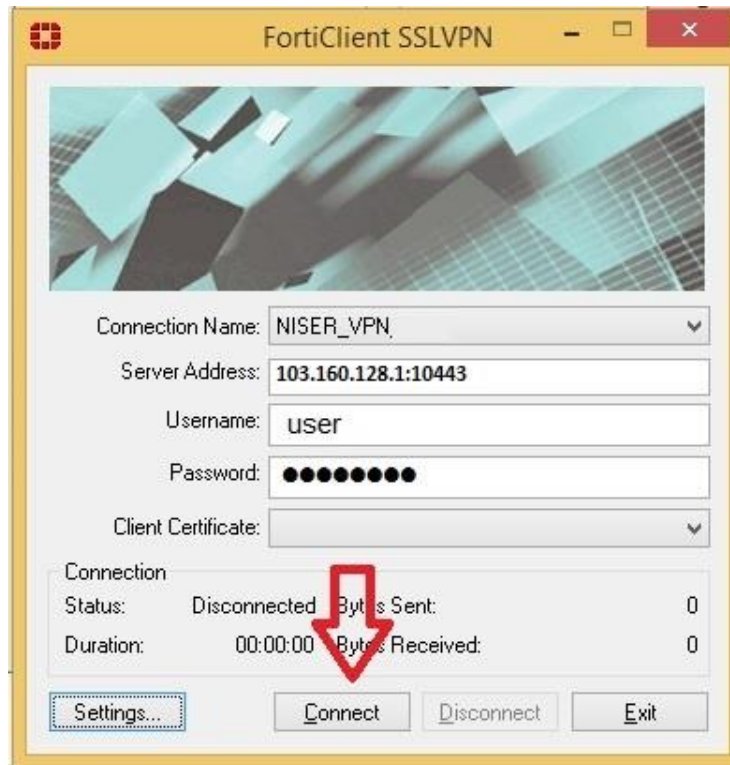 FortiClient SSLVPN
Connection Name: NISER_VPN
Server Address: 103.160.128.1:10443
Username: user
Password: ●●●●●●●●
Client Certificate:
Connection
Status: Disconnected Bytes Sent: 0
Duration: 00:00:00 Bytes Received: 0
Settings... Connect Disconnect Exit